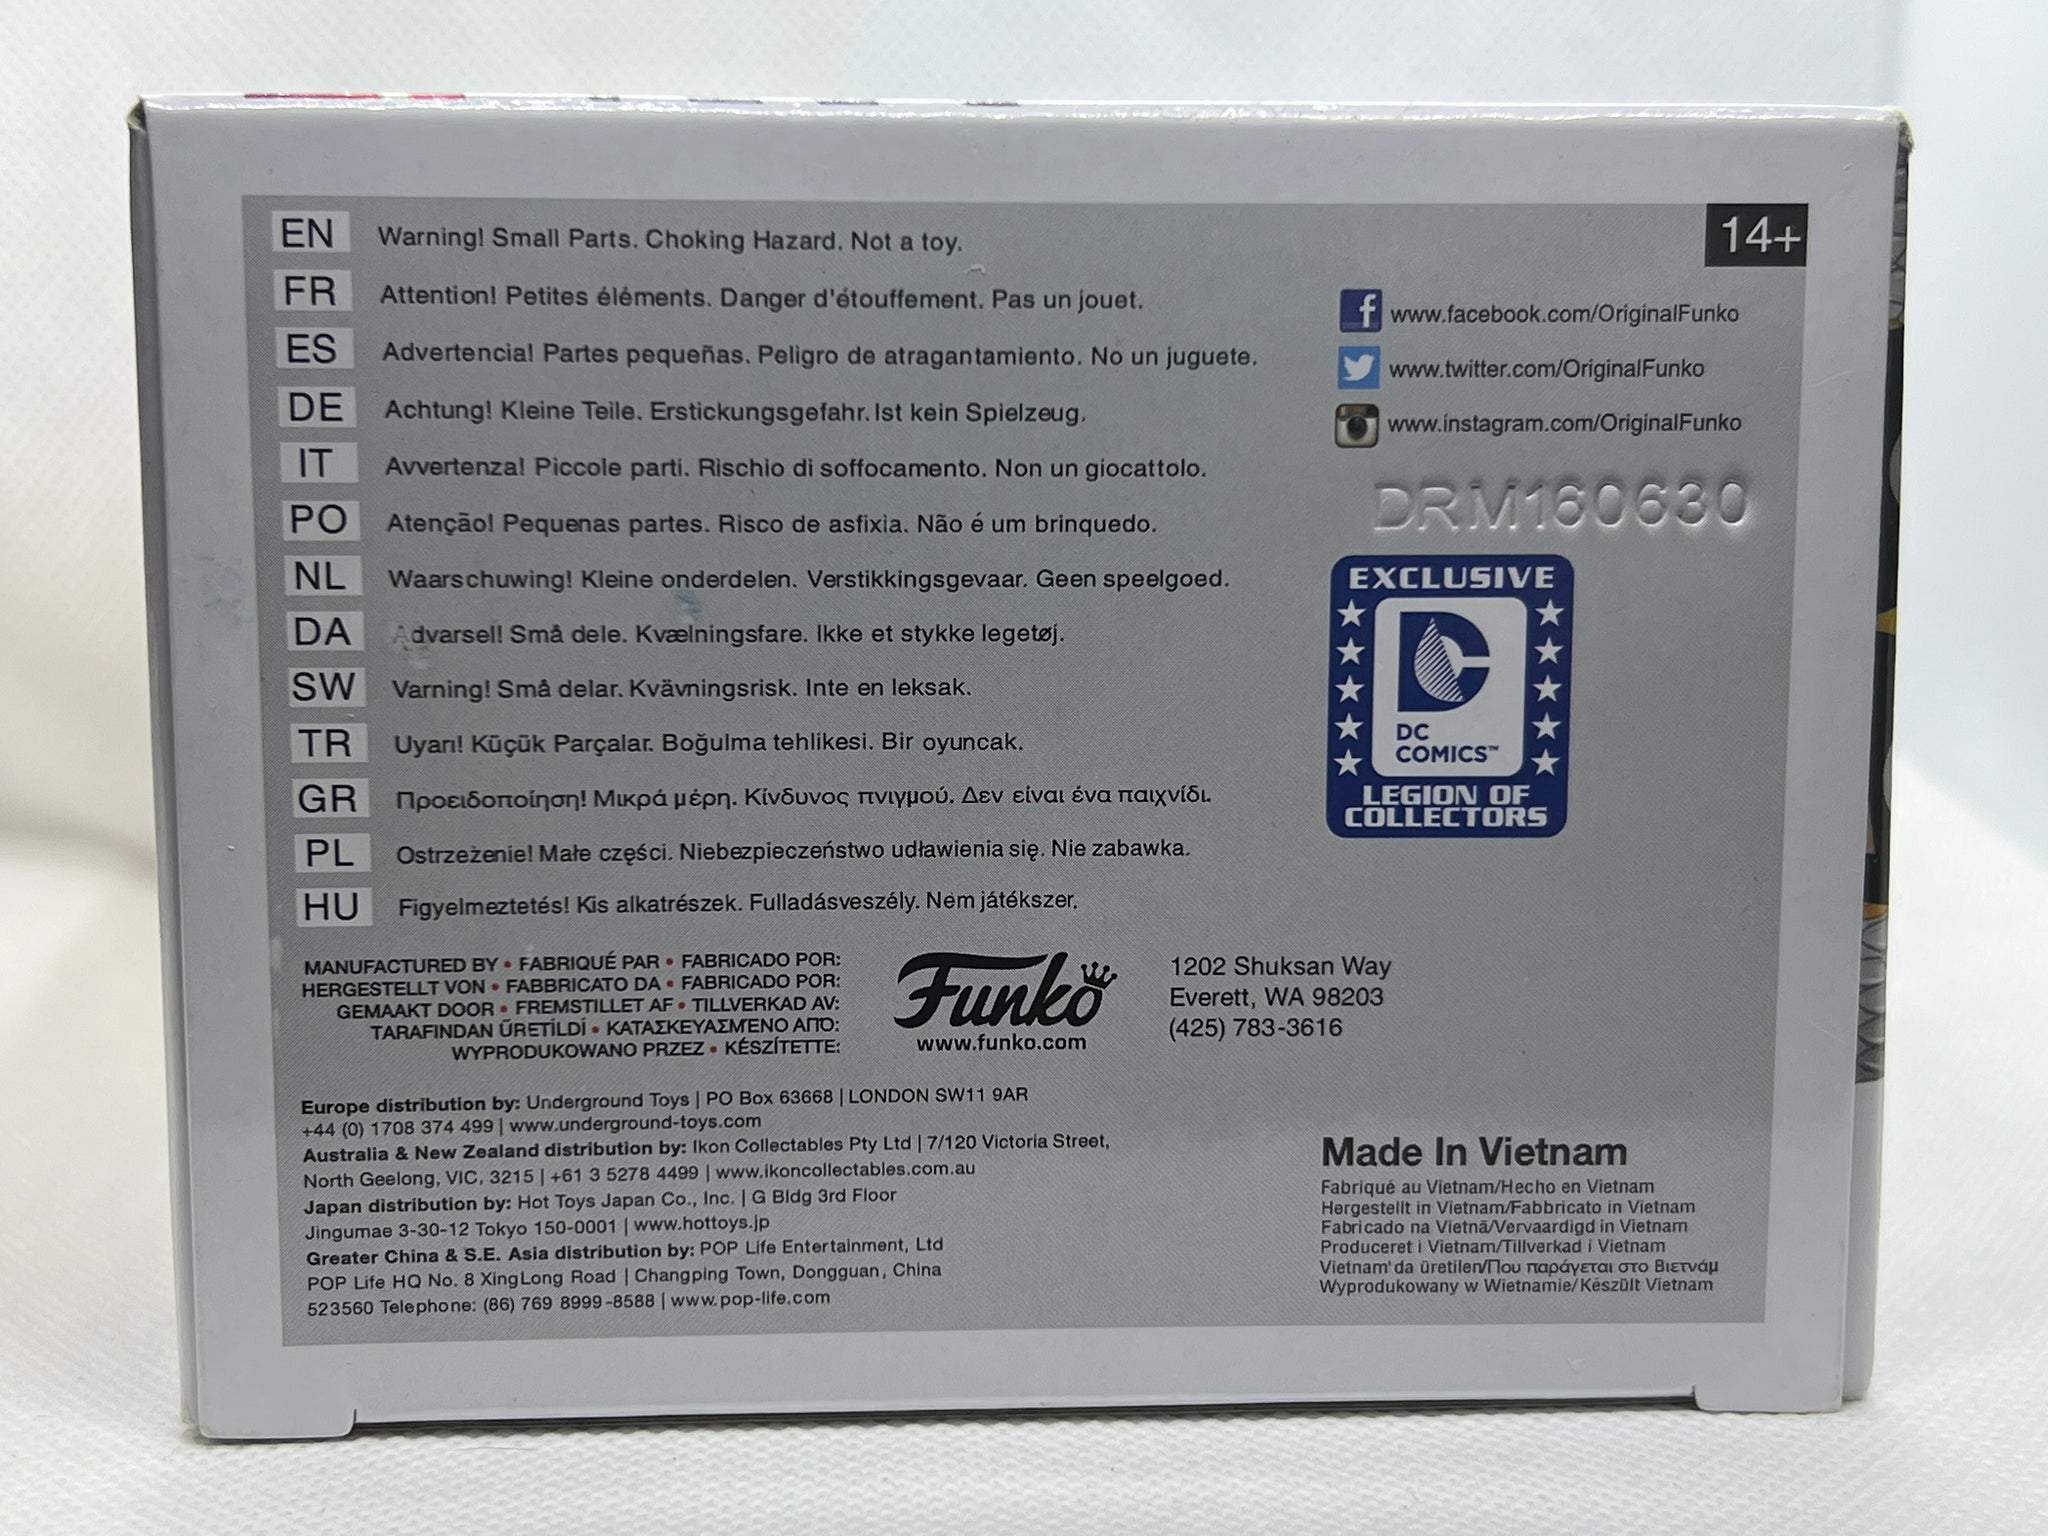 EN Warning! Small Parts. Choking Hazard. Not a toy.
FR Attention! Petites éléments. Danger d'étouffement. Pas un jouet.
ES Advertencia! Partes pequeñas. Peligro de atragantamiento. No un juguete.
DE Achtung! Kleine Teile. Erstickungsgefahr. Ist kein Spielzeug.
IT Avvertenza! Piccole parti. Rischio di soffocamento. Non un giocattolo.
PO Atenção! Pequenas partes. Risco de asfixia. Não é um brinquedo.
NL Waarschuwing! Kleine onderdelen. Verstikkingsgevaar. Geen speelgoed.
DA Advarsel! Små dele. Kvælningsfare. Ikke et stykke legetøj.
SW Varning! Små delar. Kvävningsrisk. Inte en leksak.
TR Uyarı! Küçük Parçalar. Boğulma tehlikesi. Bir oyuncak.
GR Προειδοποίηση! Μικρά μέρη. Κίνδυνος πνιγμού. Δεν είναι ένα παιχνίδι.
PL Ostrzeżenie! Małe części. Niebezpieczeństwo udławienia się. Nie zabawka.
HU Figyelmeztetés! Kis alkatrészek. Fulladásveszély. Nem játékszer.
14+
www.facebook.com/OriginalFunko
www.twitter.com/OriginalFunko
www.instagram.com/OriginalFunko
DRM160630
EXCLUSIVE
DC
COMICS™
LEGION OF
COLLECTORS
MANUFACTURED BY • FABRIQUÉ PAR • FABRICADO POR:
HERGESTELLT VON • FABBRICATO DA • FABRICADO POR:
GEMAAKT DOOR • FREMSTILLET AF • TILLVERKAD AV:
TARAFINDAN ÜRETİLDİ • ΚΑΤΑΣΚΕΥΑΣΜΈΝΟ ΑΠΌ:
WYPRODUKOWANO PRZEZ • KÉSZÍTETTE:
Funko
www.funko.com
1202 Shuksan Way
Everett, WA 98203
(425) 783-3616
Europe distribution by: Underground Toys | PO Box 63668 | LONDON SW11 9AR
+44 (0) 1708 374 499 | www.underground-toys.com
Australia & New Zealand distribution by: Ikon Collectables Pty Ltd | 7/120 Victoria Street,
North Geelong, VIC, 3215 | +61 3 5278 4499 | www.ikoncollectables.com.au
Japan distribution by: Hot Toys Japan Co., Inc. | G Bldg 3rd Floor
Jingumae 3-30-12 Tokyo 150-0001 | www.hottoys.jp
Greater China & S.E. Asia distribution by: POP Life Entertainment, Ltd
POP Life HQ No. 8 XingLong Road | Changping Town, Dongguan, China
523560 Telephone: (86) 769 8999-8588 | www.pop-life.com
Made In Vietnam
Fabriqué au Vietnam/Hecho en Vietnam
Hergestellt in Vietnam/Fabbricato in Vietnam
Fabricado na Vietnã/Vervaardigd in Vietnam
Produceret i Vietnam/Tillverkad i Vietnam
Vietnam'da üretilen/Που παράγεται στο Βιετνάμ
Wyprodukowany w Wietnamie/Készült Vietnam